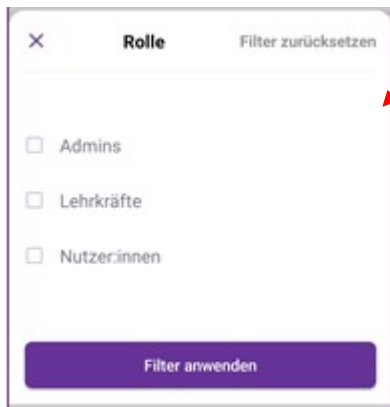 Rolle Filter zurücksetzen
Admins
Lehrkräfte
Nutzer:innen
Filter anwenden